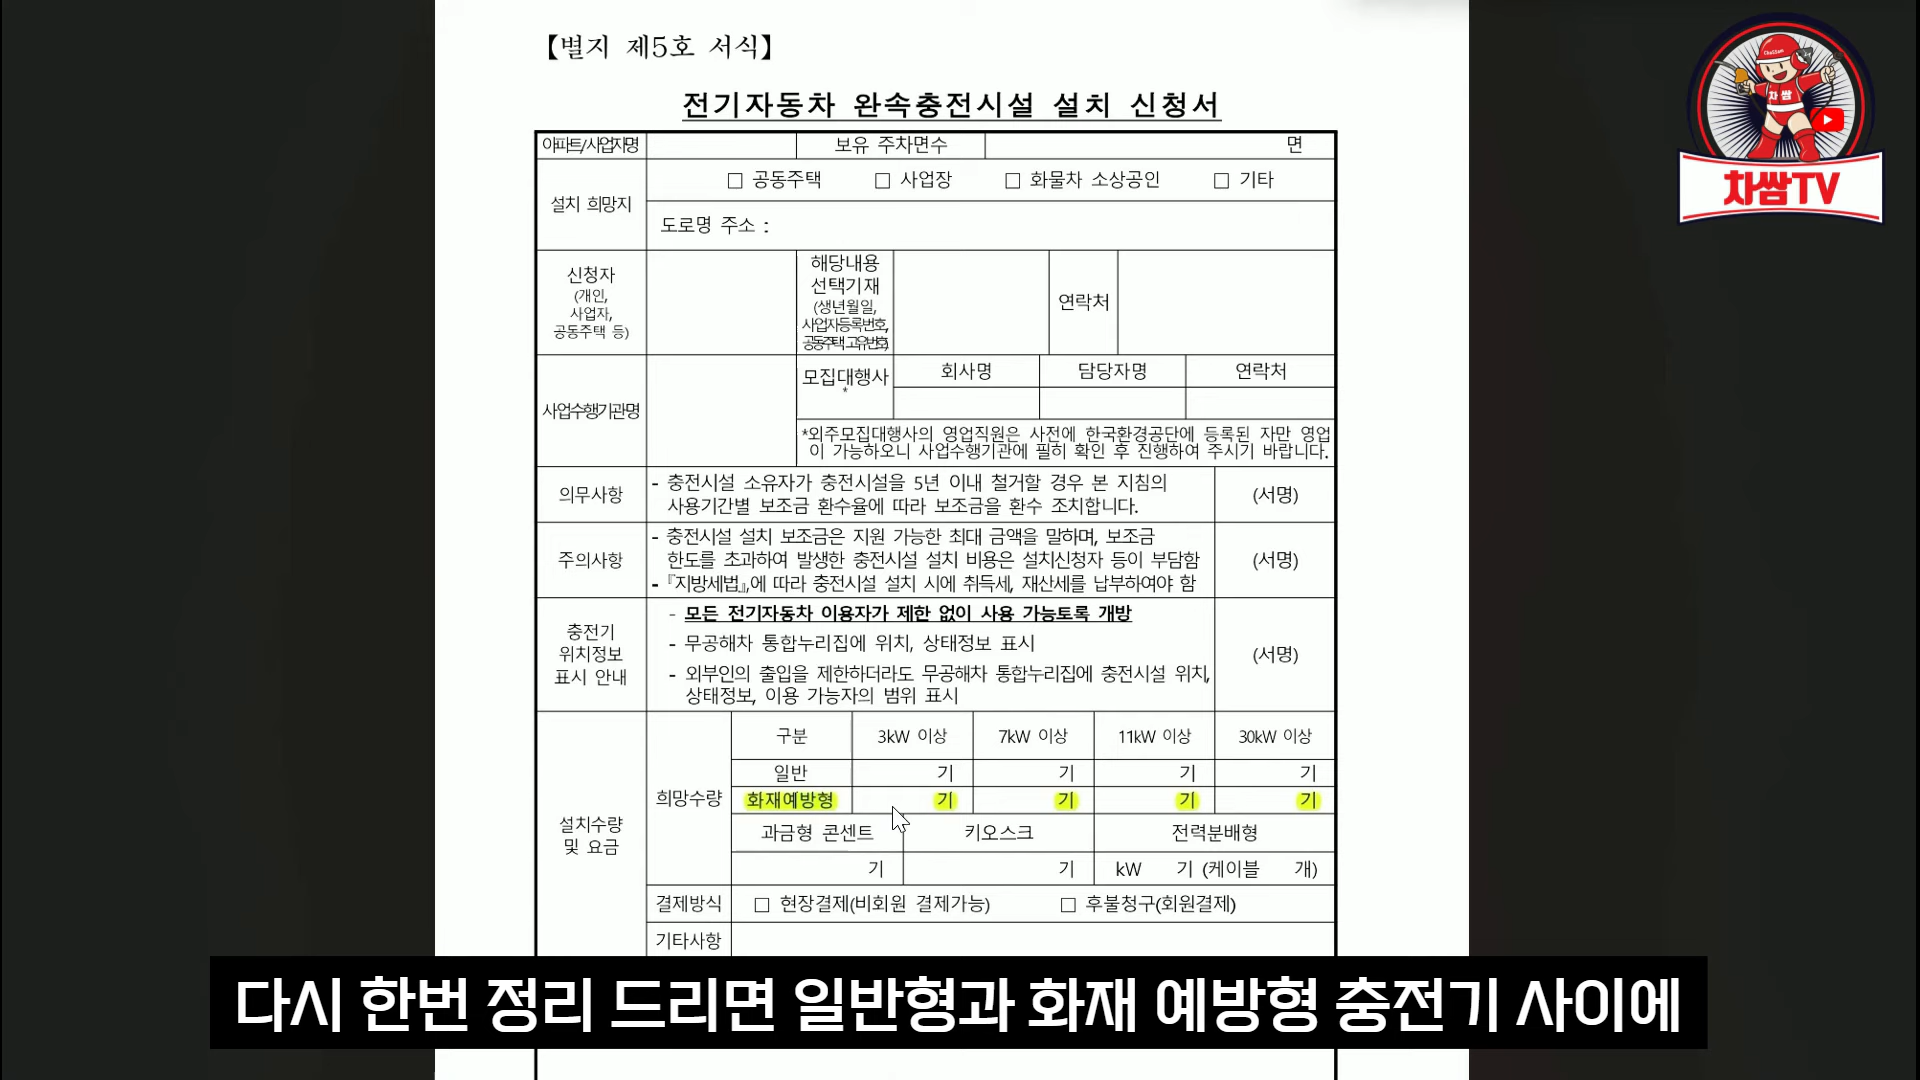 【별지 제5호 서식】
전기자동차 완속충전시설 설치 신청서
아파트/사업자명
보유 주차면수
면
설치 희망지
□ 공동주택 □ 사업장 □ 화물차 소상공인 □ 기타
도로명 주소 :
신청자
(개인,
사업자,
공동주택 등)
해당내용
선택기재
(생년월일,
사업자등록번호,
공동주택 고유번호)
연락처
사업수행기관명
모집대행사
*
회사명
담당자명
연락처
*외주모집대행사의 영업직원은 사전에 한국환경공단에 등록된 자만 영업
이 가능하오니 사업수행기관에 필히 확인 후 진행하여 주시기 바랍니다.
의무사항
- 충전시설 소유자가 충전시설을 5년 이내 철거할 경우 본 지침의
사용기간별 보조금 환수율에 따라 보조금을 환수 조치합니다.
(서명)
주의사항
- 충전시설 설치 보조금은 지원 가능한 최대 금액을 말하며, 보조금
한도를 초과하여 발생한 충전시설 설치 비용은 설치신청자 등이 부담함
- 『지방세법』에 따라 충전시설 설치 시에 취득세, 재산세를 납부하여야 함
(서명)
충전기
위치정보
표시 안내
- 모든 전기자동차 이용자가 제한 없이 사용 가능토록 개방
- 무공해차 통합누리집에 위치, 상태정보 표시
- 외부인의 출입을 제한하더라도 무공해차 통합누리집에 충전시설 위치,
상태정보, 이용 가능자의 범위 표시
(서명)
설치수량
및 요금
희망수량
구분 3kW 이상 7kW 이상 11kW 이상 30kW 이상
일반 기 기 기 기
화재예방형 기 기 기 기
과금형 콘센트 키오스크 전력분배형
기 기 kW 기 (케이블 개)
결제방식
□ 현장결제(비회원 결제가능) □ 후불청구(회원결제)
기타사항
차쌈
차쌈TV
다시 한번 정리 드리면 일반형과 화재 예방형 충전기 사이에